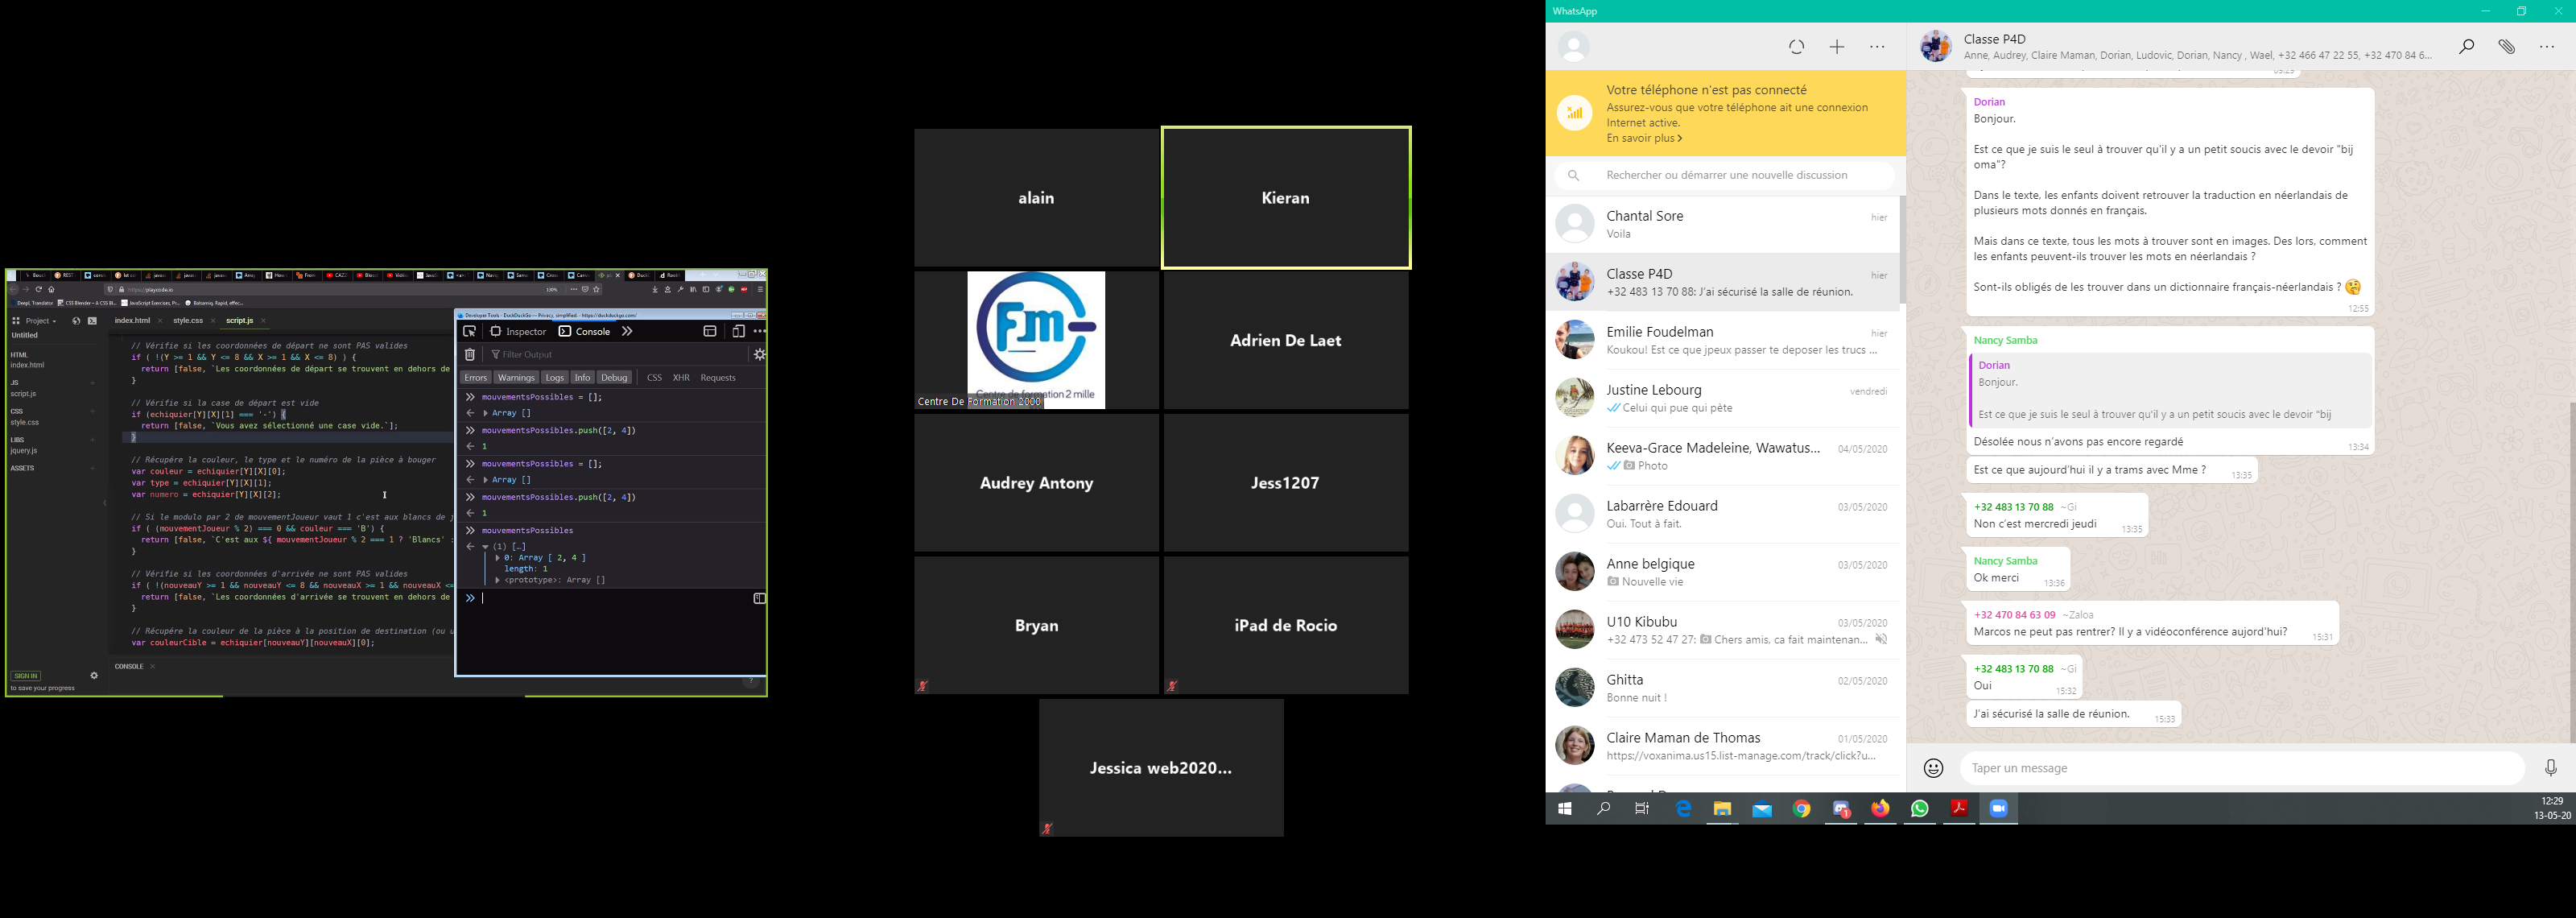 https://playcode.io
130%
Deepl, Translator
CSS Blender - A CSS Bl...
JavaScript Exercises, Pr...
Balsamiq. Rapid, effec...
Project
index.html
style.css
script.js
Untitled
HTML
index.html
JS
script.js
CSS
style.css
LIBS
jquery.js
ASSETS
SIGN IN
to save your progress
// Vérifie si les coordonnées de départ ne sont PAS valides
if ( !(Y >= 1 && Y <= 8 && X >= 1 && X <= 8) ) {
return [false, `Les coordonnées de départ se trouvent en dehors de
}
// Vérifie si la case de départ est vide
if (echiquier[Y][X][1] === '-') {
return [false, `Vous avez sélectionné une case vide.`];
}
// Récupére la couleur, le type et le numéro de la pièce à bouger
var couleur = echiquier[Y][X][0];
var type = echiquier[Y][X][1];
var numero = echiquier[Y][X][2];
// Si le modulo par 2 de mouvementJoueur vaut 1 c'est aux blancs de j
if ( (mouvementJoueur % 2) === 0 && couleur === 'B') {
return [false, `C'est aux ${ mouvementJoueur % 2 === 1 ? 'Blancs' :
}
// Vérifie si les coordonnées d'arrivée ne sont PAS valides
if ( !(nouveauY >= 1 && nouveauY <= 8 && nouveauX >= 1 && nouveauX <=
return [false, `Les coordonnées d'arrivée se trouvent en dehors de
}
// Récupére la couleur de la pièce à la position de destination (ou u
var couleurCible = echiquier[nouveauY][nouveauX][0];
CONSOLE
Developer Tools - DuckDuckGo — Privacy, simplified. - https://duckduckgo.com/
Inspector
Console
Filter Output
Errors
Warnings
Logs
Info
Debug
CSS
XHR
Requests
mouvementsPossibles = [];
Array []
mouvementsPossibles.push([2, 4])
1
mouvementsPossibles = [];
Array []
mouvementsPossibles.push([2, 4])
1
mouvementsPossibles
(1) […]
0: Array [ 2, 4 ]
length: 1
<prototype>: Array []
alain
Kieran
Fm
Centre de formation 2 mille
Centre De Formation 2000
Adrien De Laet
Audrey Antony
Jess1207
Bryan
iPad de Rocio
Jessica web2020...
WhatsApp
Votre téléphone n'est pas connecté
Assurez-vous que votre téléphone ait une connexion
Internet active.
En savoir plus
Rechercher ou démarrer une nouvelle discussion
Chantal Sore
hier
Voila
Classe P4D
hier
+32 483 13 70 88: J'ai sécurisé la salle de réunion.
Emilie Foudelman
hier
Koukou! Est ce que jpeux passer te deposer les trucs ...
Justine Lebourg
vendredi
Celui qui pue qui pète
Keeva-Grace Madeleine, Wawatus...
04/05/2020
Photo
Labarrère Edouard
03/05/2020
Oui. Tout à fait.
Anne belgique
03/05/2020
Nouvelle vie
U10 Kibubu
03/05/2020
+32 473 52 47 27: Chers amis, ca fait maintenan...
Ghitta
02/05/2020
Bonne nuit !
Claire Maman de Thomas
01/05/2020
https://voxanima.us15.list-manage.com/track/click?u...
Classe P4D
Anne, Audrey, Claire Maman, Dorian, Ludovic, Dorian, Nancy , Wael, +32 466 47 22 55, +32 470 84 6...
Dorian
Bonjour.
Est ce que je suis le seul à trouver qu'il y a un petit soucis avec le devoir "bij
oma"?
Dans le texte, les enfants doivent retrouver la traduction en néerlandais de
plusieurs mots donnés en français.
Mais dans ce texte, tous les mots à trouver sont en images. Des lors, comment
les enfants peuvent-ils trouver les mots en néerlandais ?
Sont-ils obligés de les trouver dans un dictionnaire français-néerlandais ? 🤔
12:55
Nancy Samba
Dorian
Bonjour.
Est ce que je suis le seul à trouver qu'il y a un petit soucis avec le devoir "bij
Désolée nous n'avons pas encore regardé
13:34
Est ce que aujourd'hui il y a trams avec Mme ?
13:35
+32 483 13 70 88 ~Gi
Non c'est mercredi jeudi
13:35
Nancy Samba
Ok merci
13:36
+32 470 84 63 09 ~Zaloa
Marcos ne peut pas rentrer? Il y a vidéoconférence aujord'hui?
15:31
+32 483 13 70 88 ~Gi
Oui
15:32
J'ai sécurisé la salle de réunion.
15:33
Taper un message
12:29
13-05-20